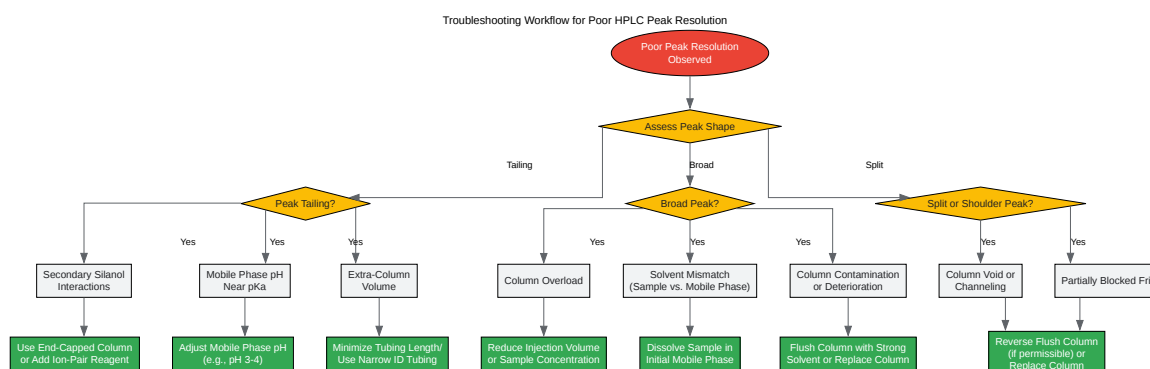 Troubleshooting Workflow for Poor HPLC Peak Resolution
Poor Peak Resolution
Observed
Assess Peak Shape
Tailing
Broad
Split
Peak Tailing?
Broad Peak?
Split or Shoulder Peak?
Yes
Yes
Yes
Yes
Yes
Yes
Yes
Yes
Secondary Silanol
Interactions
Mobile Phase pH
Near pKa
Extra-Column
Volume
Column Overload
Solvent Mismatch
(Sample vs. Mobile Phase)
Column Contamination
or Deterioration
Column Void or
Channeling
Partially Blocked Fri
Use End-Capped Column
or Add Ion-Pair Reagent
Adjust Mobile Phase pH
(e.g., pH 3-4)
Minimize Tubing Length/
Use Narrow ID Tubing
Reduce Injection Volume
or Sample Concentration
Dissolve Sample in
Initial Mobile Phase
Flush Column with Strong
Solvent or Replace Column
Reverse Flush Column
(if permissible) or
Replace Column